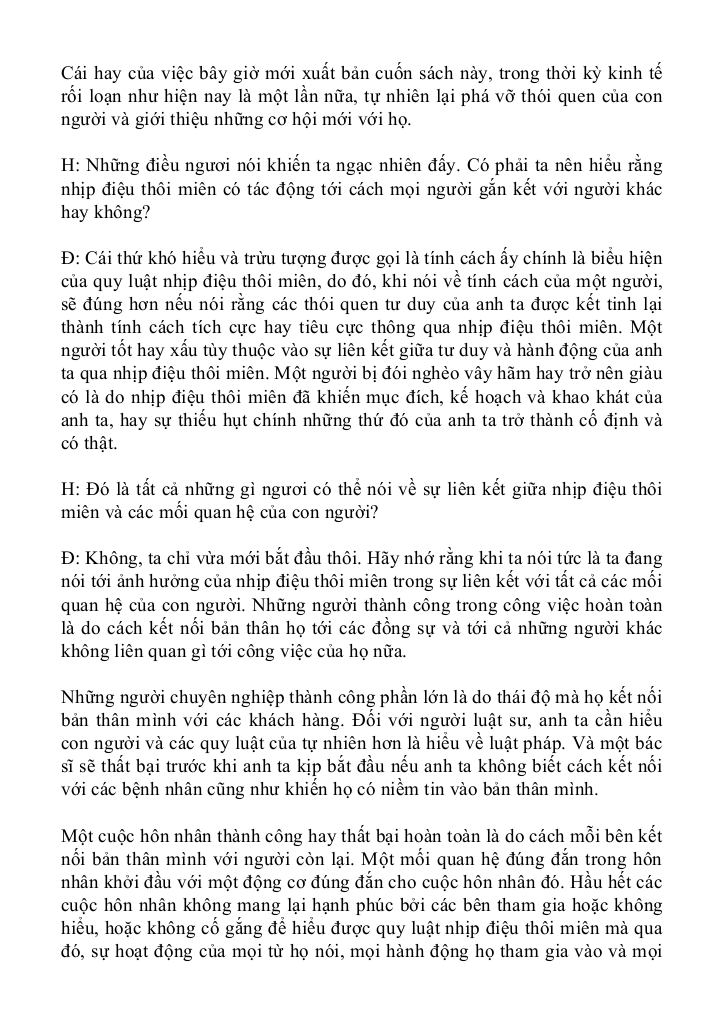 Cái hay của việc bây giờ mới xuất bản cuốn sách này, trong thời kỳ kinh tế
rối loạn như hiện nay là một lần nữa, tự nhiên lại phá vỡ thói quen của con
người và giới thiệu những cơ hội mới với họ.
H: Những điều ngươi nói khiến ta ngạc nhiên đấy. Có phải ta nên hiểu rằng
nhịp điệu thôi miên có tác động tới cách mọi người gắn kết với người khác
hay không?
Đ: Cái thứ khó hiểu và trừu tượng được gọi là tính cách ấy chính là biểu hiện
của quy luật nhịp điệu thôi miên, do đó, khi nói về tính cách của một người,
sẽ đúng hơn nếu nói rằng các thói quen tư duy của anh ta được kết tinh lại
thành tính cách tích cực hay tiêu cực thông qua nhịp điệu thôi miên. Một
người tốt hay xấu tùy thuộc vào sự liên kết giữa tư duy và hành động của anh
ta qua nhịp điệu thôi miên. Một người bị đói nghèo vây hãm hay trở nên giàu
có là do nhịp điệu thôi miên đã khiến mục đích, kế hoạch và khao khát của
anh ta, hay sự thiếu hụt chính những thứ đó của anh ta trở thành cố định và
có thật.
H: Đó là tất cả những gì ngươi có thể nói về sự liên kết giữa nhịp điệu thôi
miên và các mối quan hệ của con người?
Đ: Không, ta chỉ vừa mới bắt đầu thôi. Hãy nhớ rằng khi ta nói tức là ta đang
nói tới ảnh hưởng của nhịp điệu thôi miên trong sự liên kết với tất cả các mối
quan hệ của con người. Những người thành công trong công việc hoàn toàn
là do cách kết nối bản thân họ tới các đồng sự và tới cả những người khác
không liên quan gì tới công việc của họ nữa.
Những người chuyên nghiệp thành công phần lớn là do thái độ mà họ kết nối
bản thân mình với các khách hàng. Đối với người luật sư, anh ta cần hiểu
con người và các quy luật của tự nhiên hơn là hiểu về luật pháp. Và một bác
sĩ sẽ thất bại trước khi anh ta kịp bắt đầu nếu anh ta không biết cách kết nối
với các bệnh nhân cũng như khiến họ có niềm tin vào bản thân mình.
Một cuộc hôn nhân thành công hay thất bại hoàn toàn là do cách mỗi bên kết
nối bản thân mình với người còn lại. Một mối quan hệ đúng đắn trong hôn
nhân khởi đầu với một động cơ đúng đắn cho cuộc hôn nhân đó. Hầu hết các
cuộc hôn nhân không mang lại hạnh phúc bởi các bên tham gia hoặc không
hiểu, hoặc không cố gắng để hiểu được quy luật nhịp điệu thôi miên mà qua
đó, sự hoạt động của mọi từ họ nói, mọi hành động họ tham gia vào và mọi